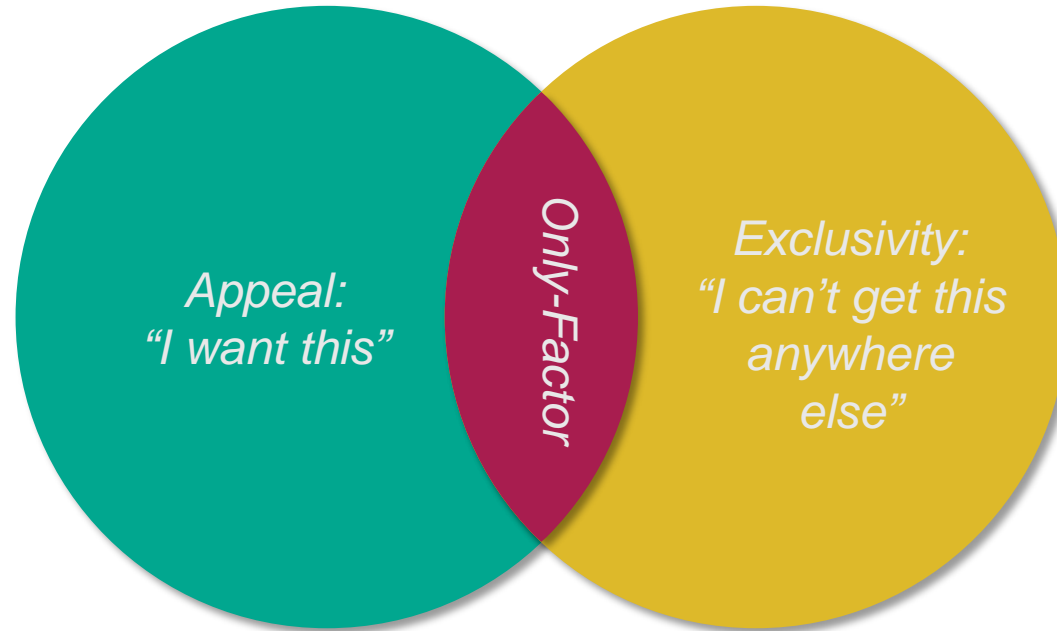 Appeal:
“I want this”
Only-Factor
Exclusivity:
“I can’t get this
anywhere
else”